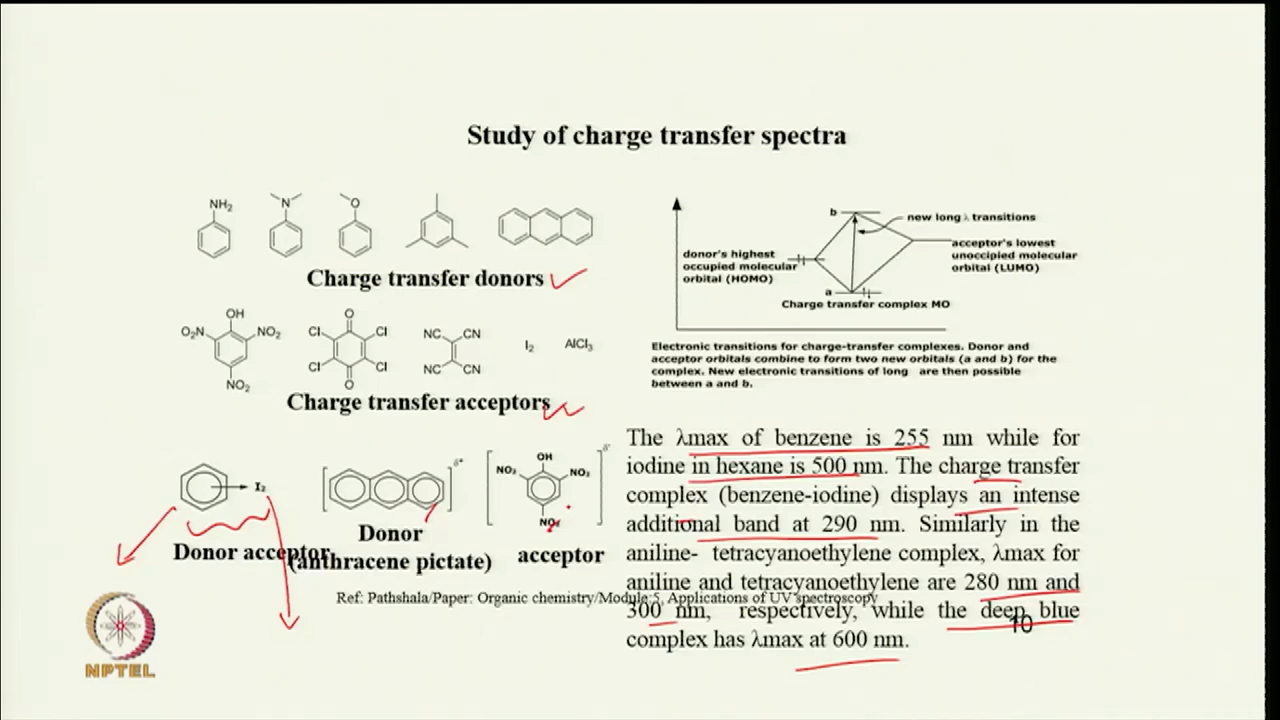 Study of charge transfer spectra
NH2
N
O
Charge transfer donors
OH
O2N
NO2
NO2
O
Cl
Cl
Cl
Cl
O
NC
CN
NC
CN
I2
AlCl3
Charge transfer acceptors
I2
Donor acceptor
δ+
Donor
(anthracene pictate)
OH
NO2
NO2
NO2
δ-
acceptor
b
new long λ transitions
donor's highest
occupied molecular
orbital (HOMO)
acceptor's lowest
unoccipied molecular
orbital (LUMO)
a
Charge transfer complex MO
Electronic transitions for charge-transfer complexes. Donor and
acceptor orbitals combine to form two new orbitals (a and b) for the
complex. New electronic transitions of long are then possible
between a and b.
The λmax of benzene is 255 nm while for
iodine in hexane is 500 nm. The charge transfer
complex (benzene-iodine) displays an intense
additional band at 290 nm. Similarly in the
aniline- tetracyanoethylene complex, λmax for
aniline and tetracyanoethylene are 280 nm and
300 nm, respectively, while the deep blue
complex has λmax at 600 nm.
Ref: Pathshala/Paper: Organic chemistry/Module:5, Applications of UV spectroscopy
10
NPTEL